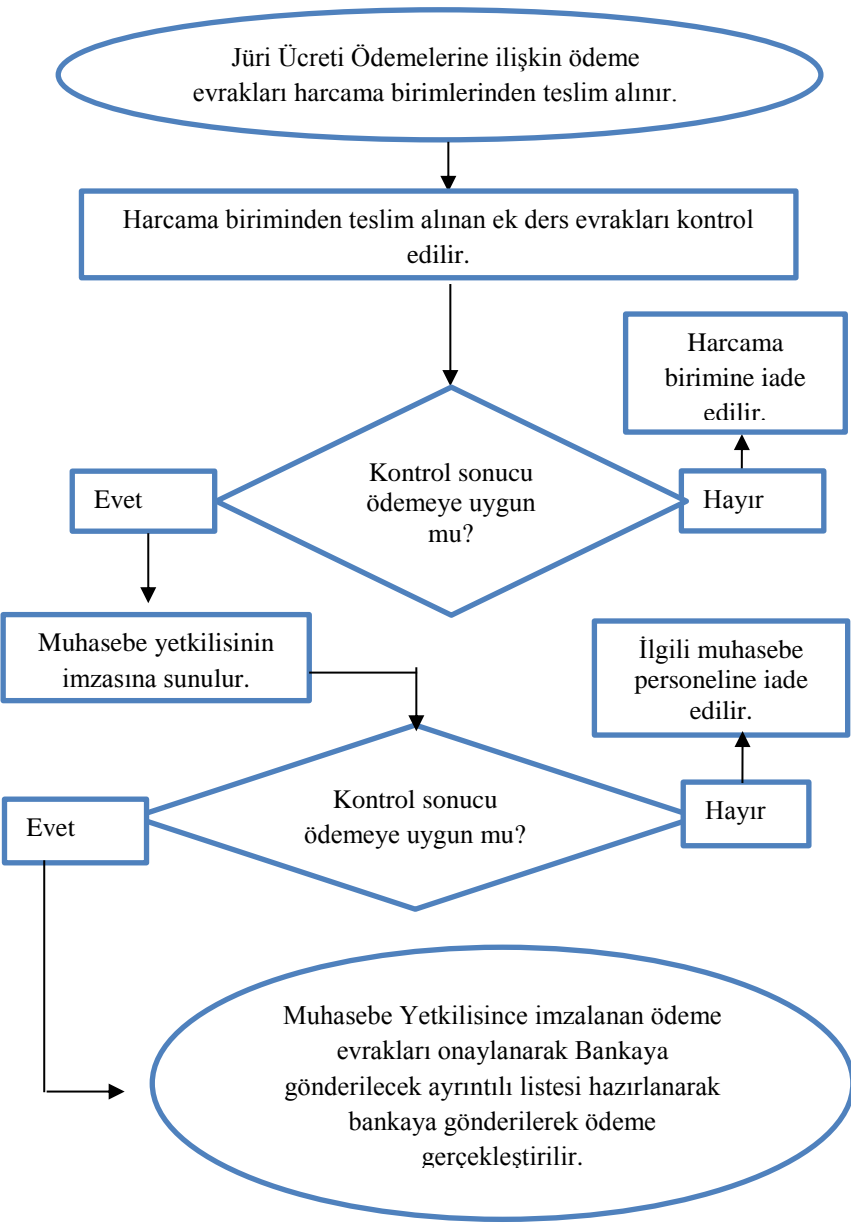 Jüri Ücreti Ödemelerine ilişkin ödeme
evrakları harcama birimlerinden teslim alınır.
Harcama biriminden teslim alınan ek ders evrakları kontrol
edilir.
Harcama
birimine iade
edilir.
Kontrol sonucu
ödemeye uygun
mu?
Evet
Hayır
Muhasebe yetkilisinin
imzasına sunulur.
İlgili muhasebe
personeline iade
edilir.
Kontrol sonucu
ödemeye uygun mu?
Evet
Hayır
Muhasebe Yetkilisince imzalanan ödeme
evrakları onaylanarak Bankaya
gönderilecek ayrıntılı listesi hazırlanarak
bankaya gönderilerek ödeme
gerçekleştirilir.